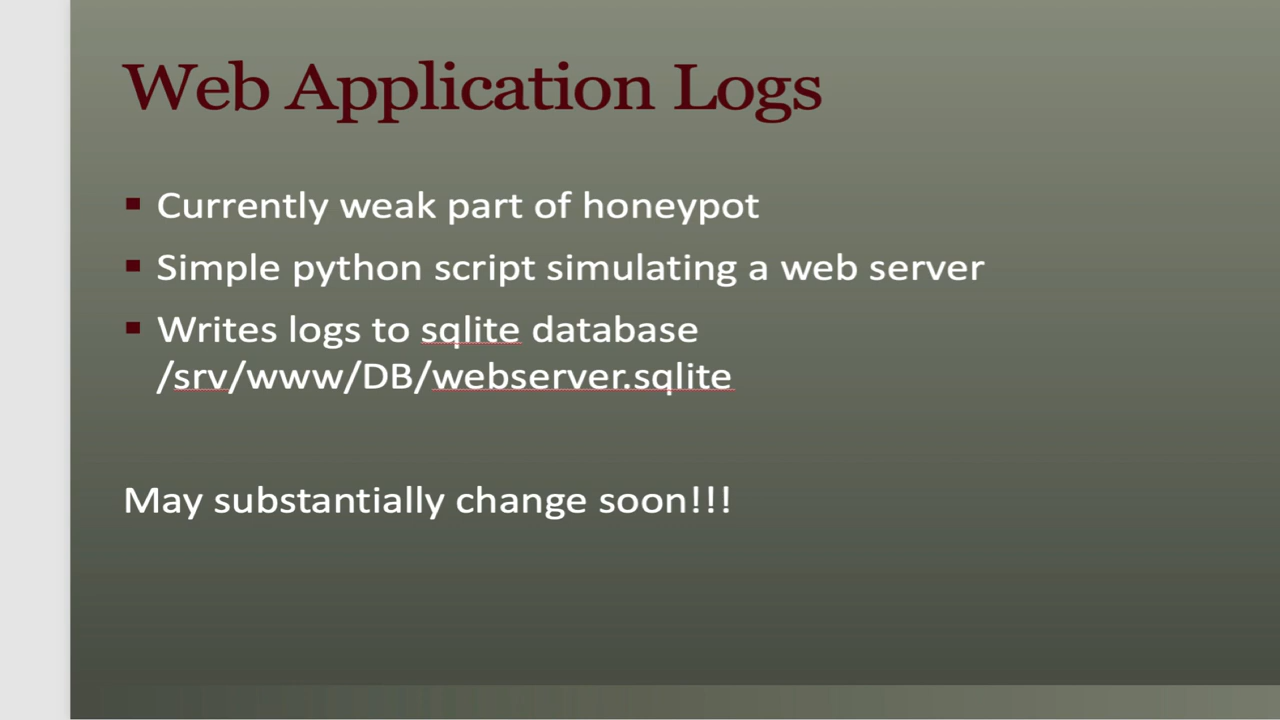 Web Application Logs
Currently weak part of honeypot
Simple python script simulating a web server
Writes logs to sqlite database
/srv/www/DB/webserver.sqlite
May substantially change soon!!!